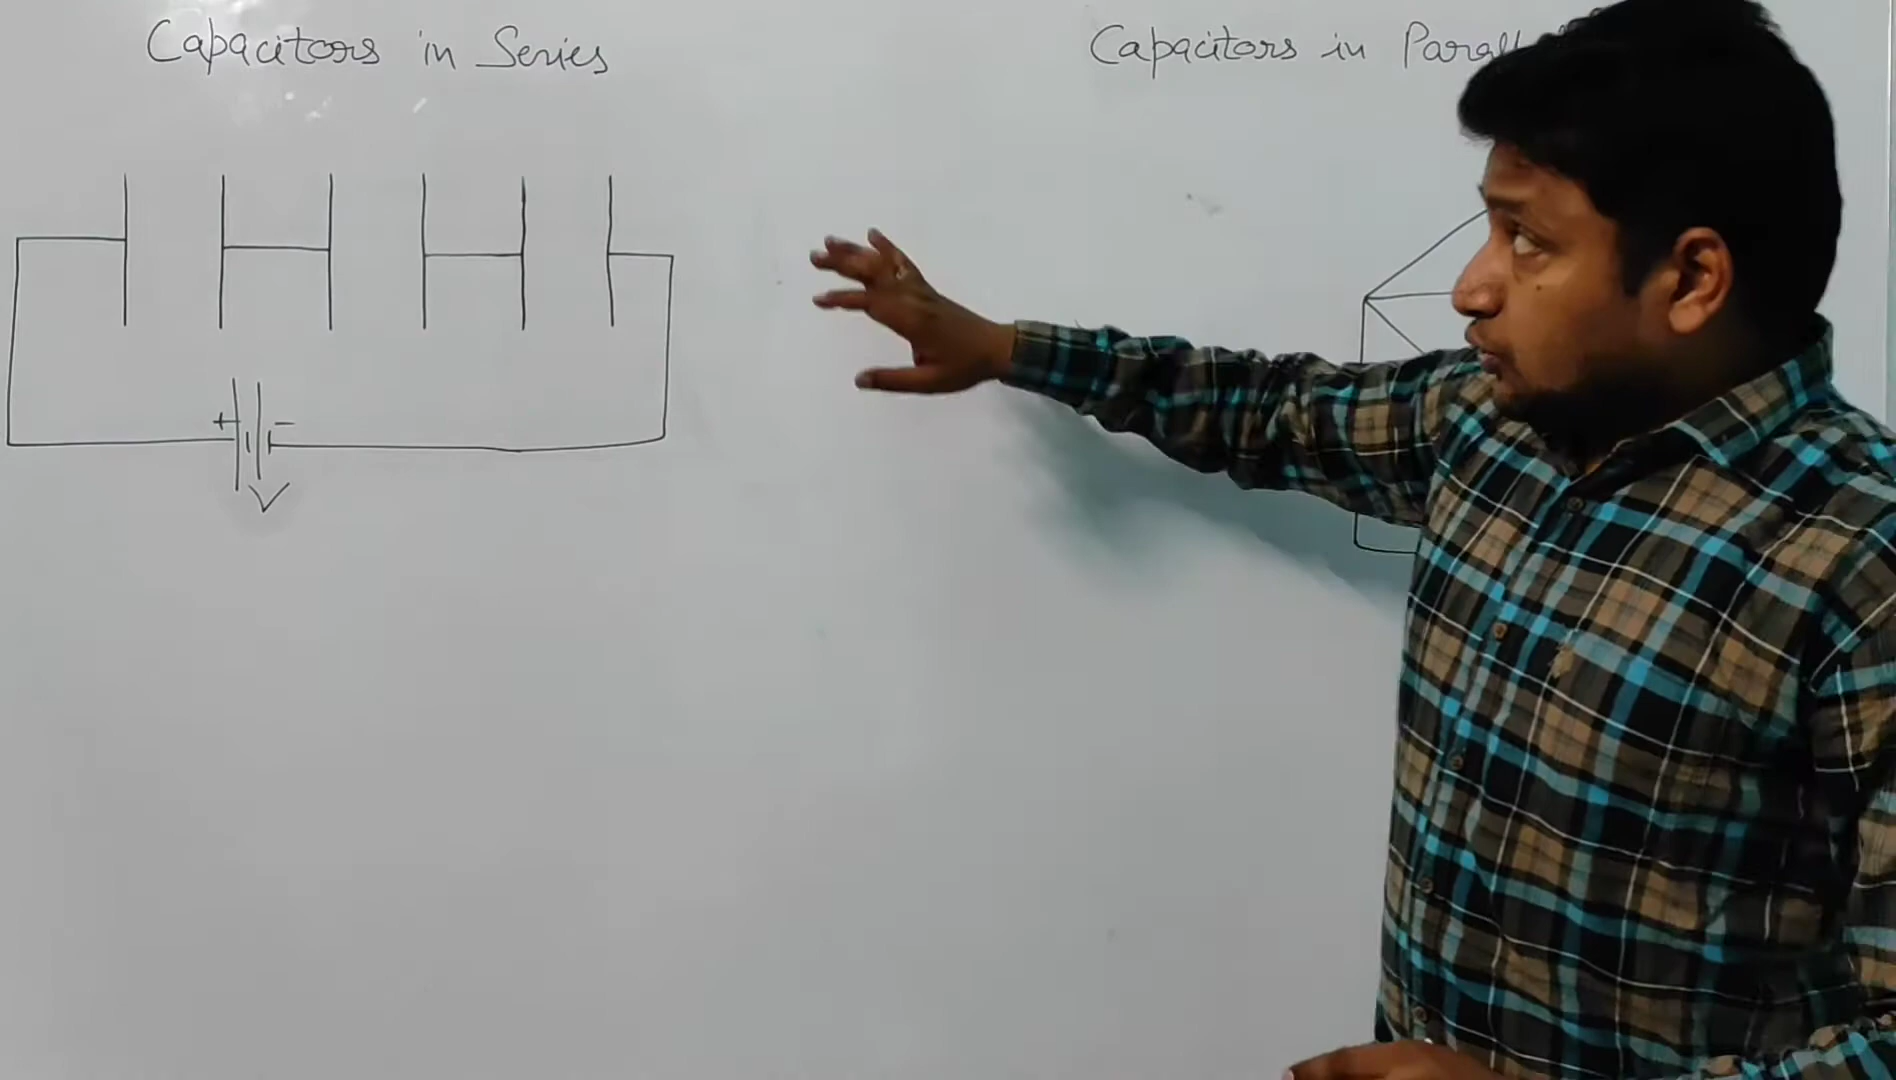 Capacitors in Series
Capacitors in
+ -
V